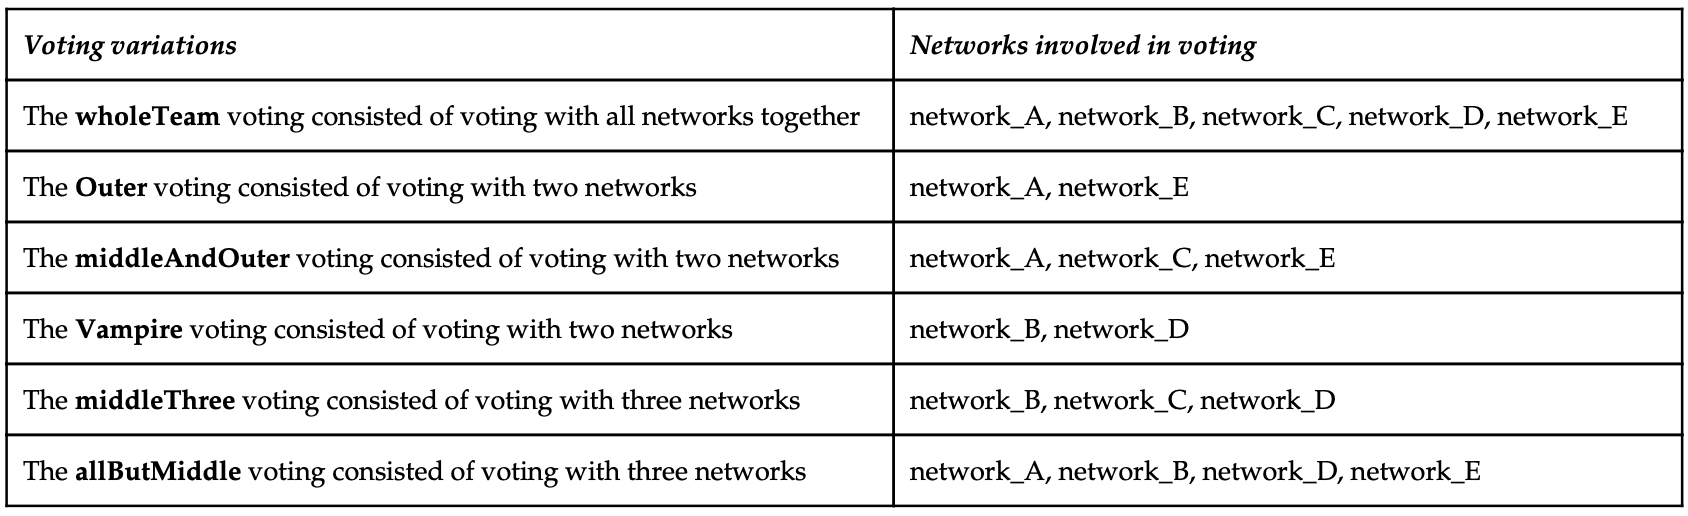 Voting variations Networks involved in voting
The wholeTeam voting consisted of voting with all networks together network_A, network_B, network_C, network_D, network_E
The Outer voting consisted of voting with two networks network_A, network_E
The middleAndOuter voting consisted of voting with two networks network_A, network_C, network_E
The Vampire voting consisted of voting with two networks network_B, network_D
The middleThree voting consisted of voting with three networks network_B, network_C, network_D
The allButMiddle voting consisted of voting with three networks network_A, network_B, network_D, network_E